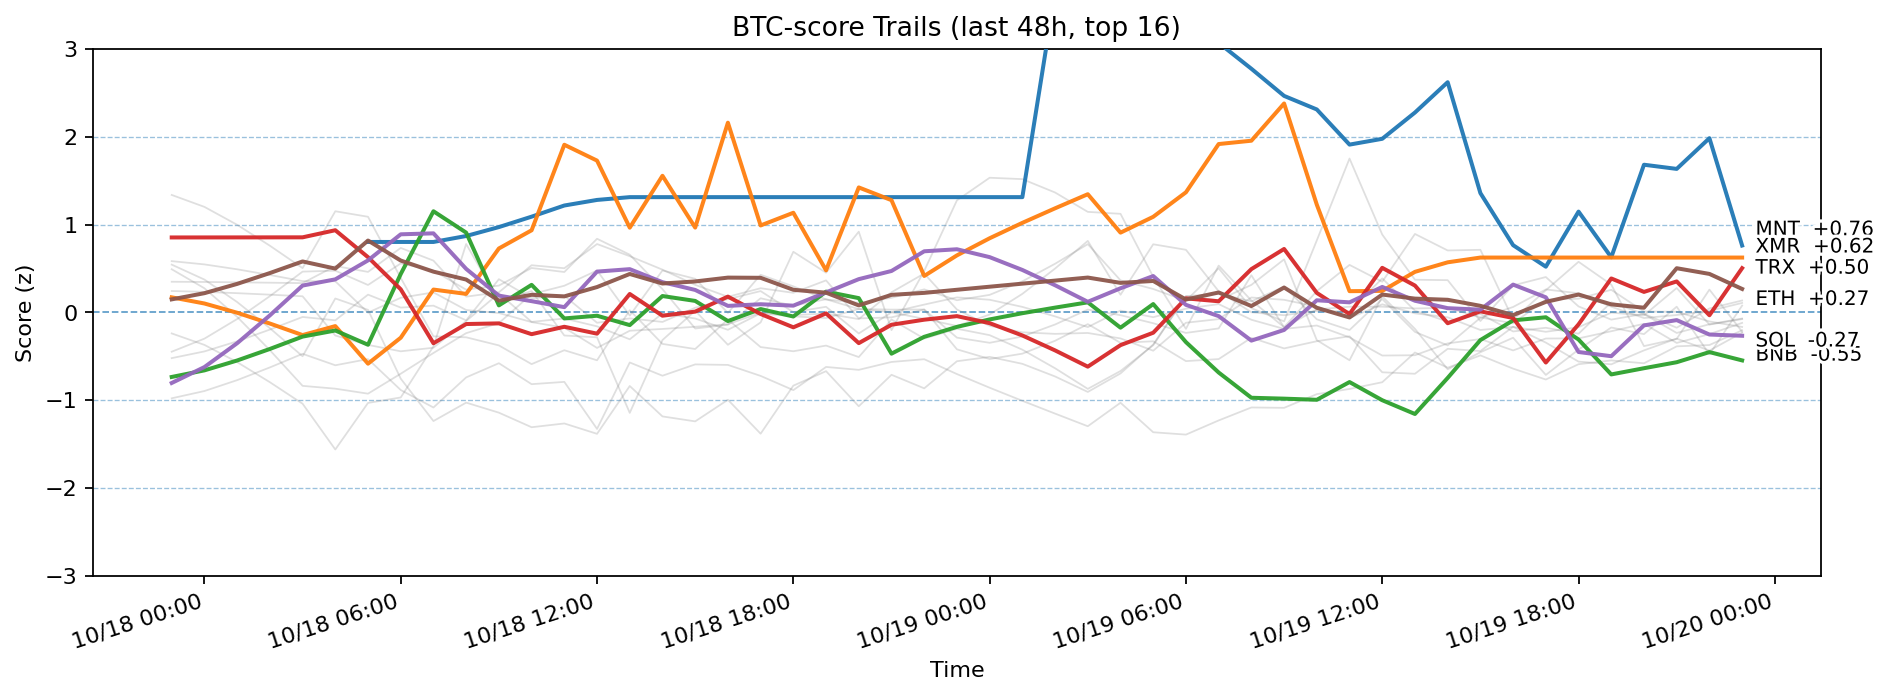 BTC-score Trails (last 48h, top 16)
Score (z)
3
2
1
0
−1
−2
−3
MNT +0.76
XMR +0.62
TRX +0.50
ETH +0.27
SOL -0.27
BNB -0.55
10/18 00:00
10/18 06:00
10/18 12:00
10/18 18:00
10/19 00:00
10/19 06:00
10/19 12:00
10/19 18:00
10/20 00:00
Time